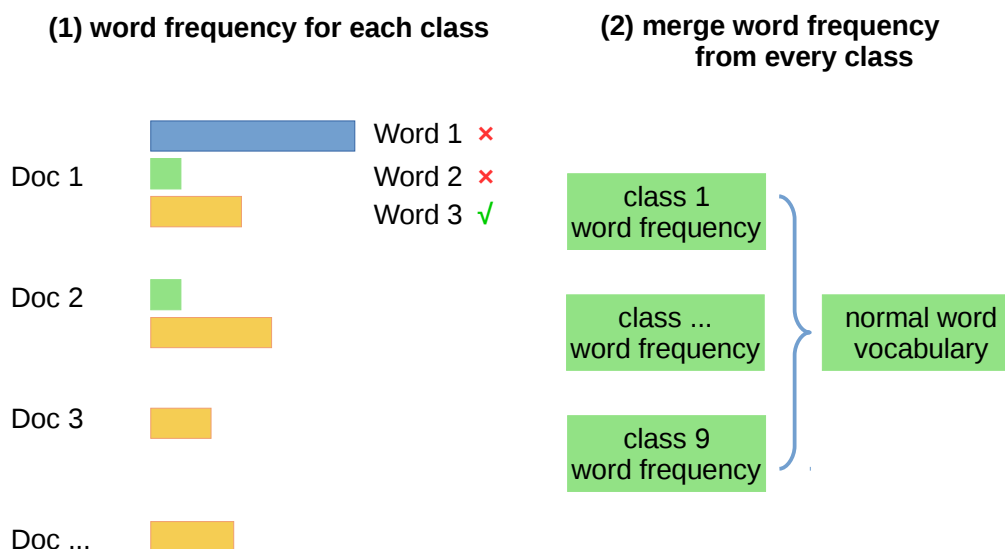 (1) word frequency for each class
Word 1 ×
Doc 1
Word 2 ×
Word 3 √
Doc 2
Doc 3
Doc ...
(2) merge word frequency
from every class
class 1
word frequency
class ...
word frequency
class 9
word frequency
normal word
vocabulary